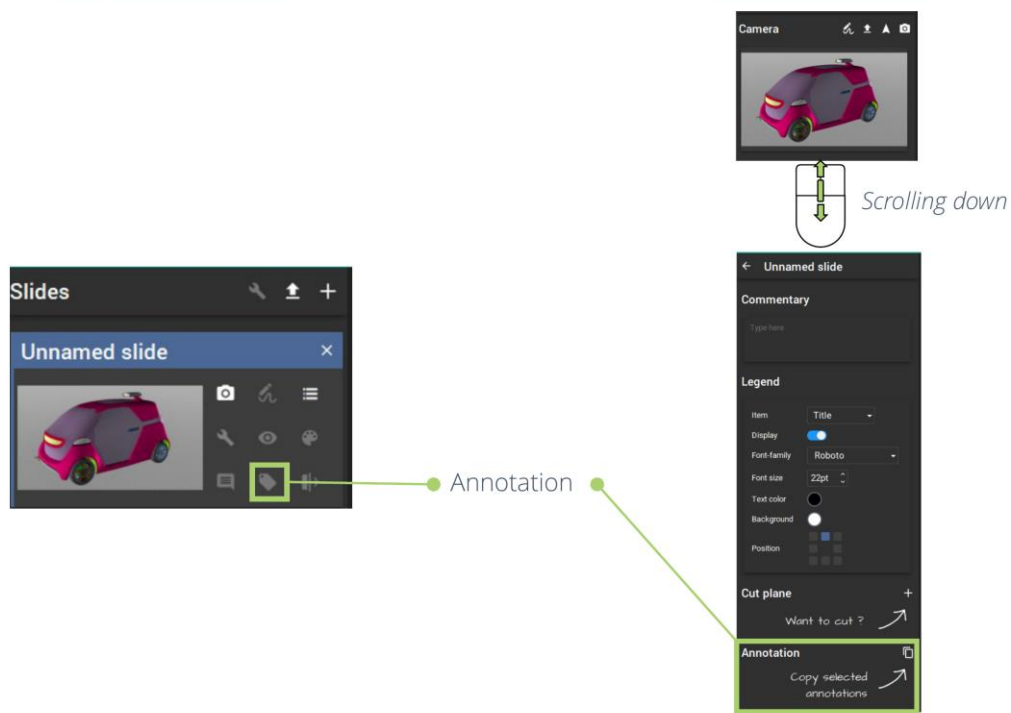 Camera
Scrolling down
Slides
Unnamed slide
Annotation
Unnamed slide
Commentary
Type here
Legend
Item Title
Display
Font-family Roboto
Font size 22pt
Text color
Background
Position
Cut plane
Want to cut ?
Annotation
Copy selected
annotations